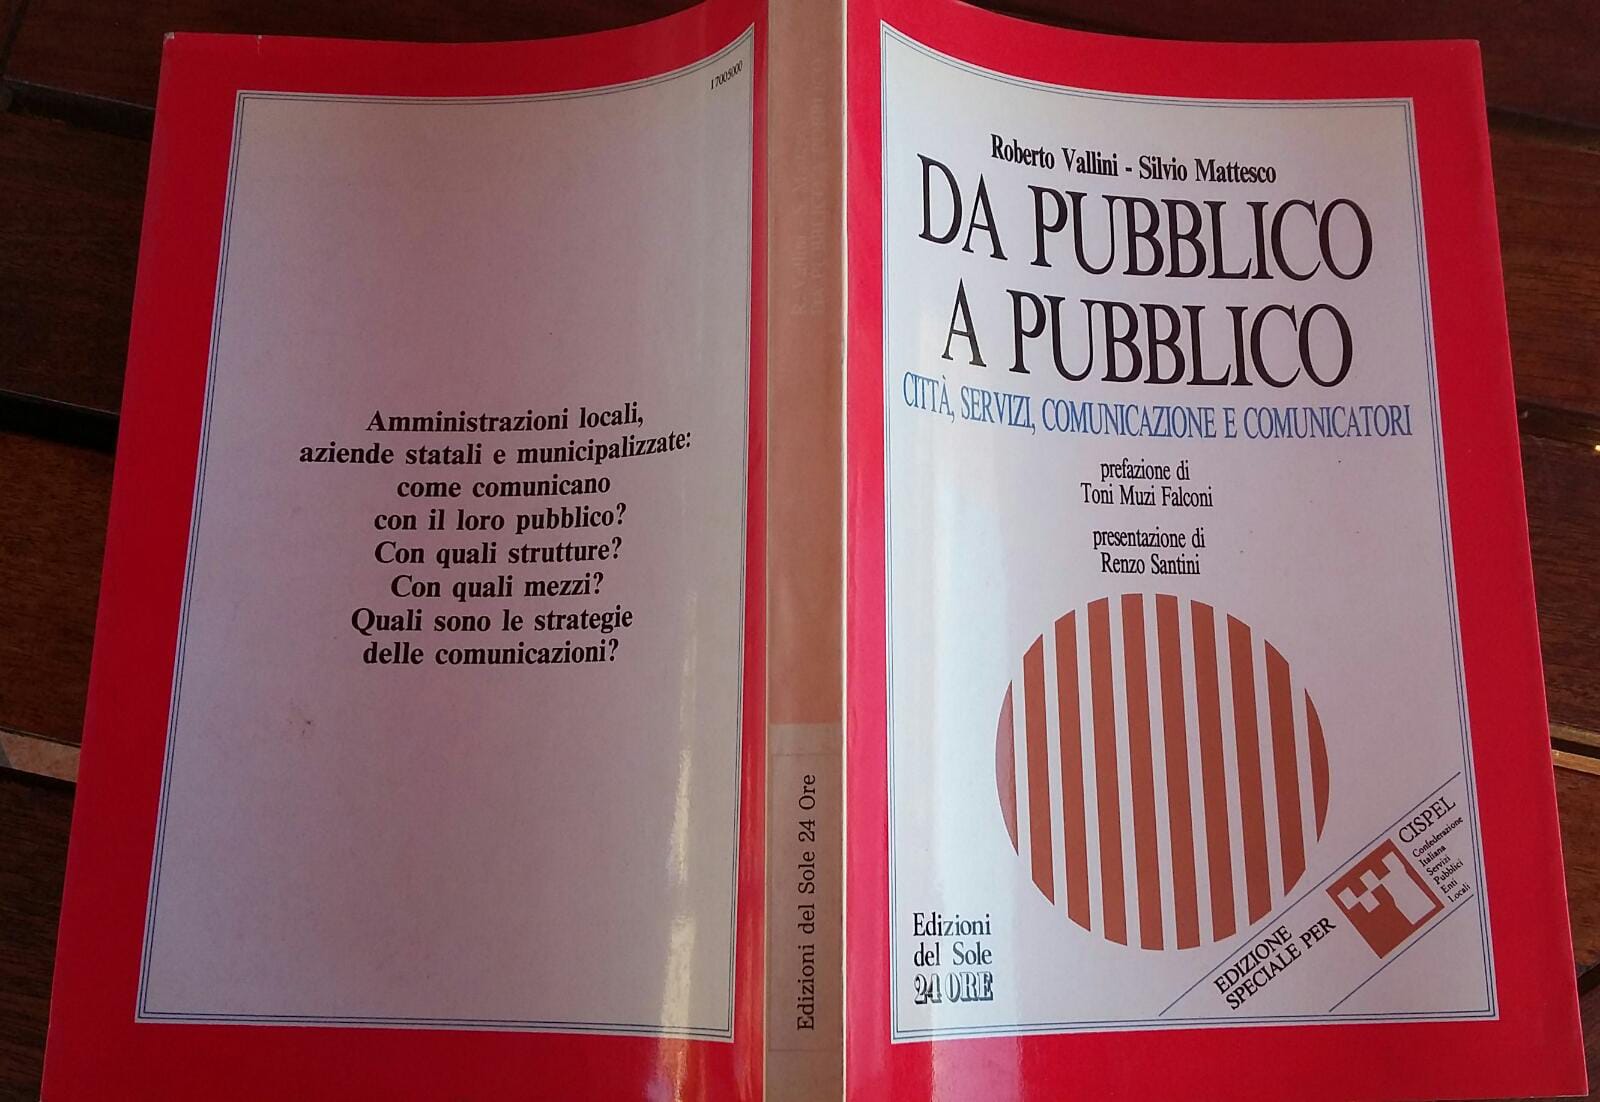 17005000
Amministrazioni locali,
aziende statali e municipalizzate:
come comunicano
con il loro pubblico?
Con quali strutture?
Con quali mezzi?
Quali sono le strategie
delle comunicazioni?
Edizioni del Sole 24 Ore
Roberto Vallini - Silvio Mattesco
DA PUBBLICO
A PUBBLICO
CITTÀ, SERVIZI, COMUNICAZIONE E COMUNICATORI
prefazione di
Toni Muzi Falconi
presentazione di
Renzo Santini
Edizioni
del Sole
24 ORE
EDIZIONE
SPECIALE PER
CISPEL
Confederazione
Italiana
Servizi
Pubblici
Enti
Locali